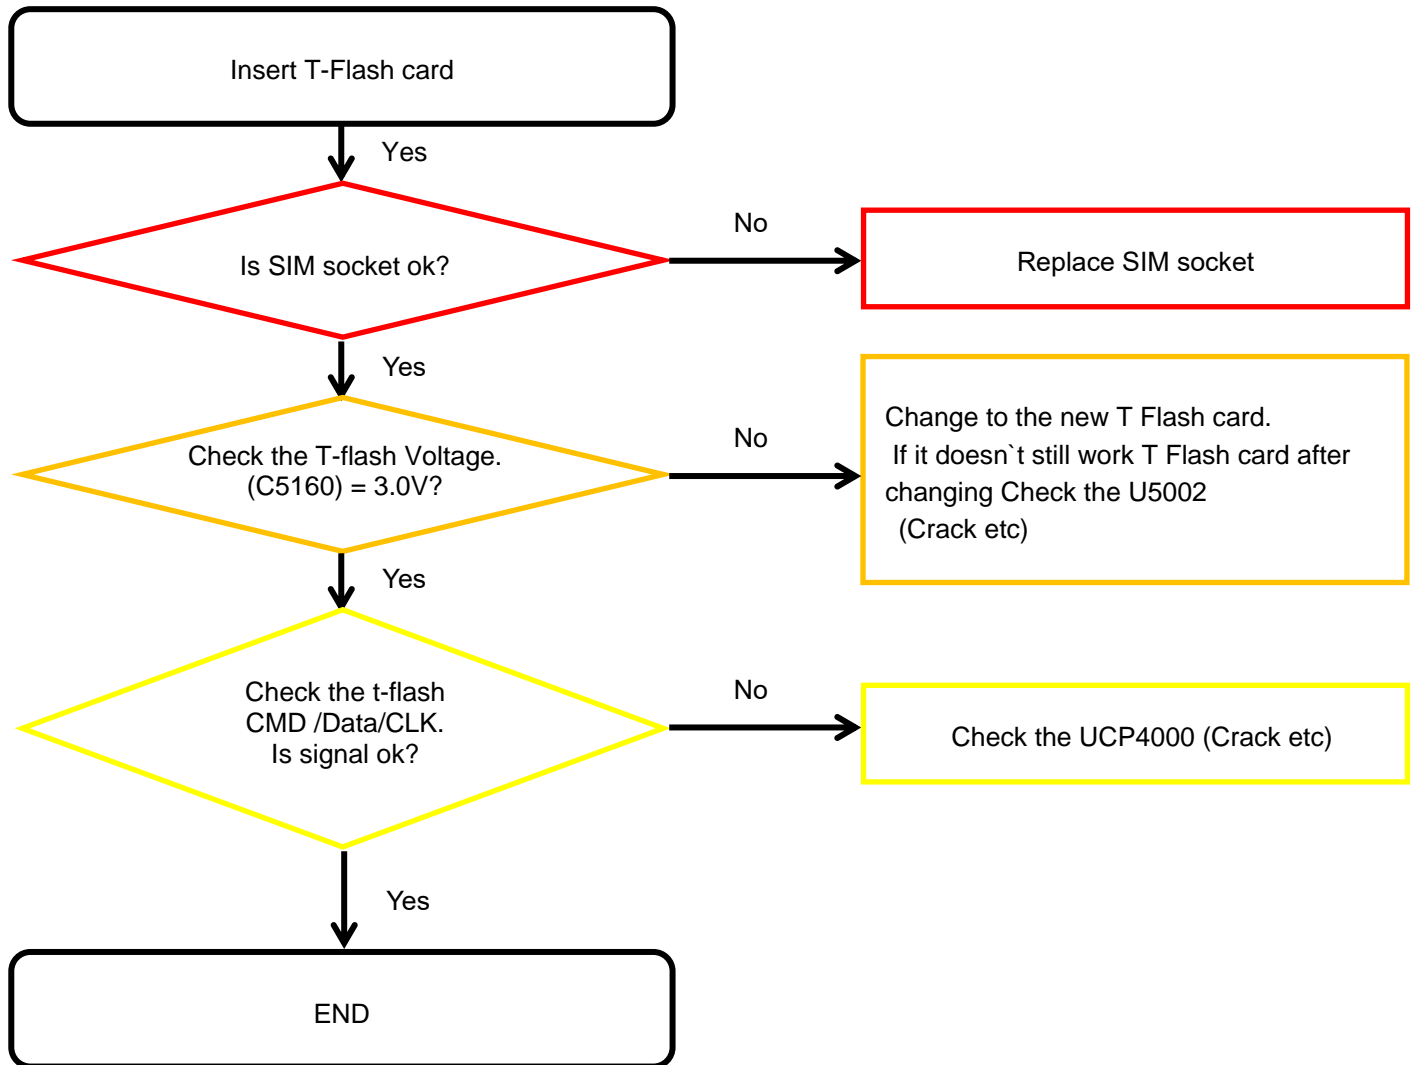 Insert T-Flash card
Yes
Is SIM socket ok?
No
Replace SIM socket
Yes
Check the T-flash Voltage.
(C5160) = 3.0V?
No
Change to the new T Flash card.
If it doesn`t still work T Flash card after
changing Check the U5002
(Crack etc)
Yes
Check the t-flash
CMD /Data/CLK.
Is signal ok?
No
Check the UCP4000 (Crack etc)
Yes
END